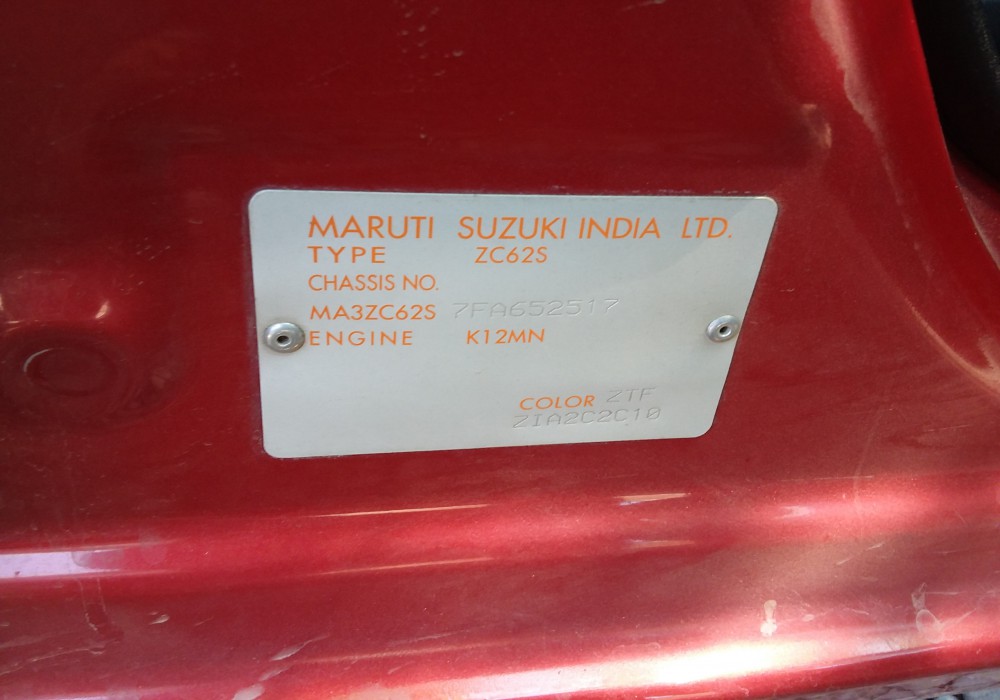 MARUTI SUZUKI INDIA LTD.
TYPE ZC62S
CHASSIS NO.
MA3ZC62S 7FA652517
ENGINE K12MN
COLOR ZTF
ZIA2C2C10